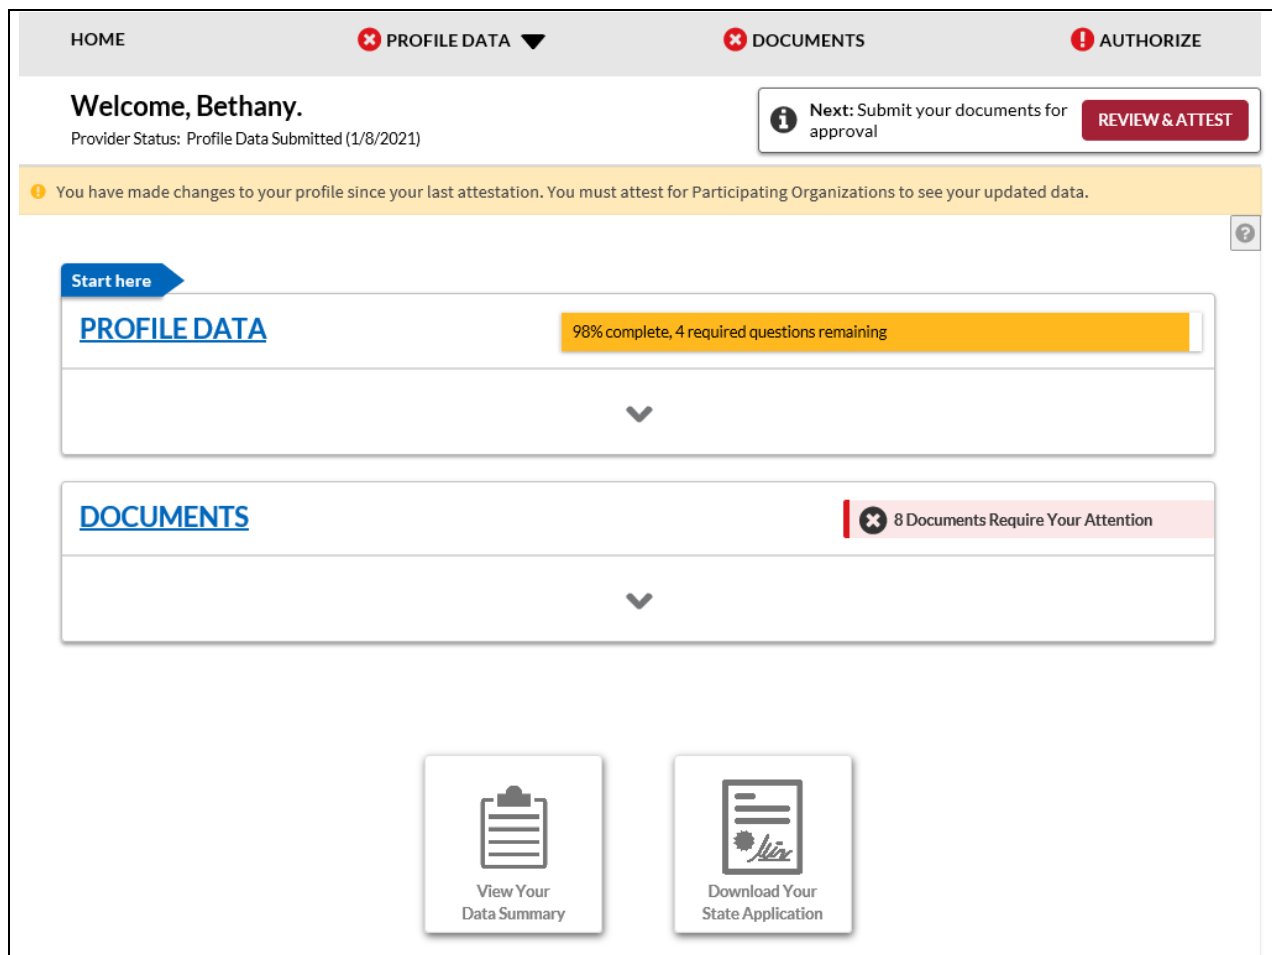 HOME
PROFILE DATA
DOCUMENTS
AUTHORIZE
Welcome, Bethany.
Provider Status: Profile Data Submitted (1/8/2021)
Next: Submit your documents for
approval
REVIEW & ATTEST
You have made changes to your profile since your last attestation. You must attest for Participating Organizations to see your updated data.
Start here
PROFILE DATA
98% complete, 4 required questions remaining
DOCUMENTS
8 Documents Require Your Attention
View Your
Data Summary
Download Your
State Application